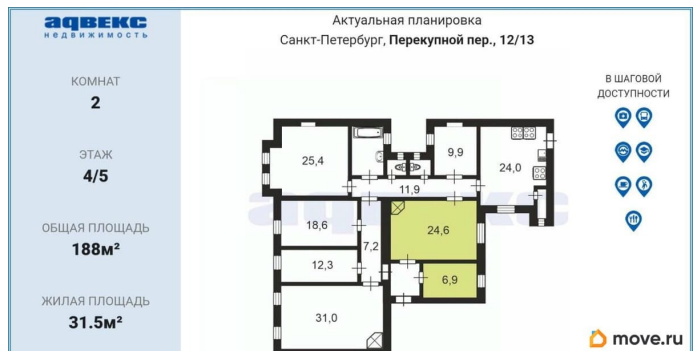 адвекс
недвижимость
КОМНАТ
2
ЭТАЖ
4/5
ОБЩАЯ ПЛОЩАДЬ
188м²
ЖИЛАЯ ПЛОЩАДЬ
31.5м²
Актуальная планировка
Санкт-Петербург, Перекупной пер., 12/13
25,4
9,9
24,0
11,9
18,6
7,2
24,6
12,3
6,9
31,0
адвекс
В ШАГОВОЙ
ДОСТУПНОСТИ
move.ru